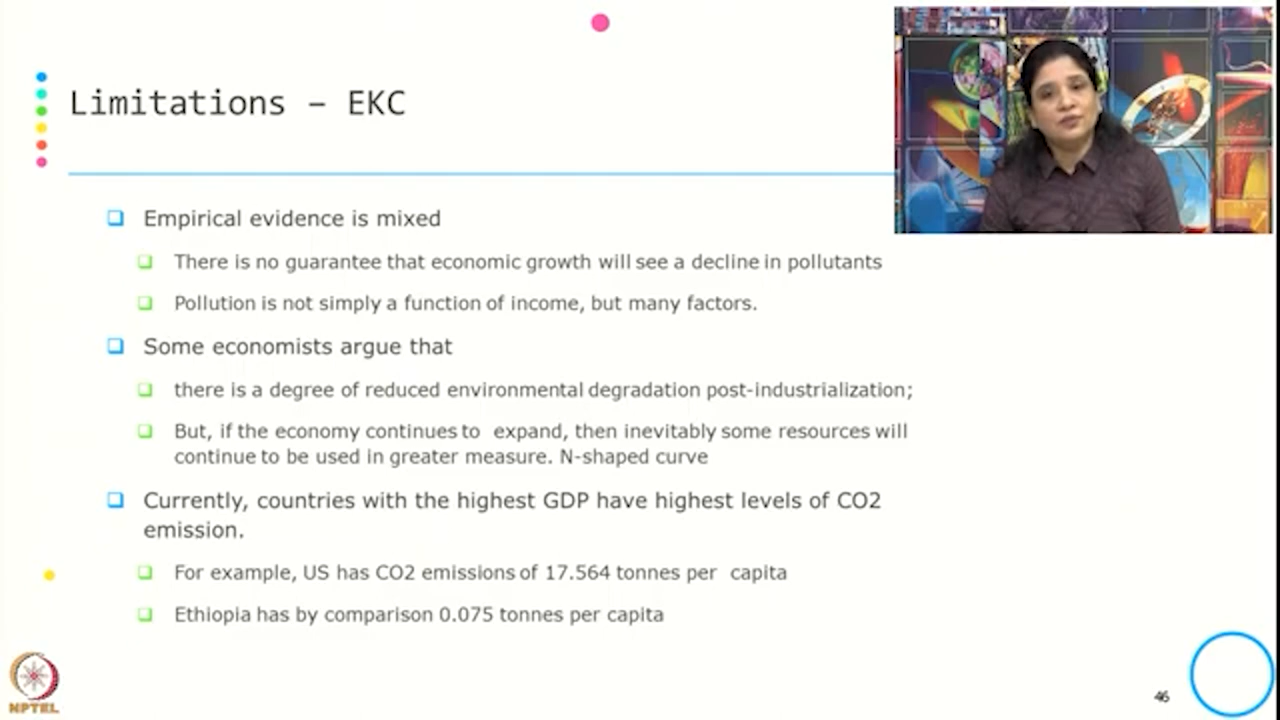 Limitations – EKC
Empirical evidence is mixed
There is no guarantee that economic growth will see a decline in pollutants
Pollution is not simply a function of income, but many factors.
Some economists argue that
there is a degree of reduced environmental degradation post-industrialization;
But, if the economy continues to expand, then inevitably some resources will
continue to be used in greater measure. N-shaped curve
Currently, countries with the highest GDP have highest levels of CO2
emission.
For example, US has CO2 emissions of 17.564 tonnes per capita
Ethiopia has by comparison 0.075 tonnes per capita
NPTEL
46